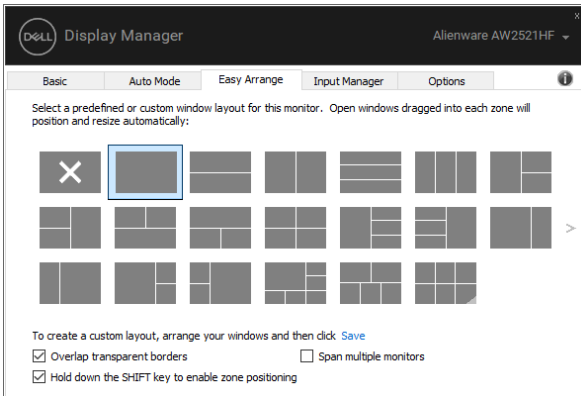 DELL Display Manager Alienware AW2521HF
Basic Auto Mode Easy Arrange Input Manager Options
Select a predefined or custom window layout for this monitor. Open windows dragged into each zone will
position and resize automatically:
To create a custom layout, arrange your windows and then click Save
Overlap transparent borders Span multiple monitors
Hold down the SHIFT key to enable zone positioning